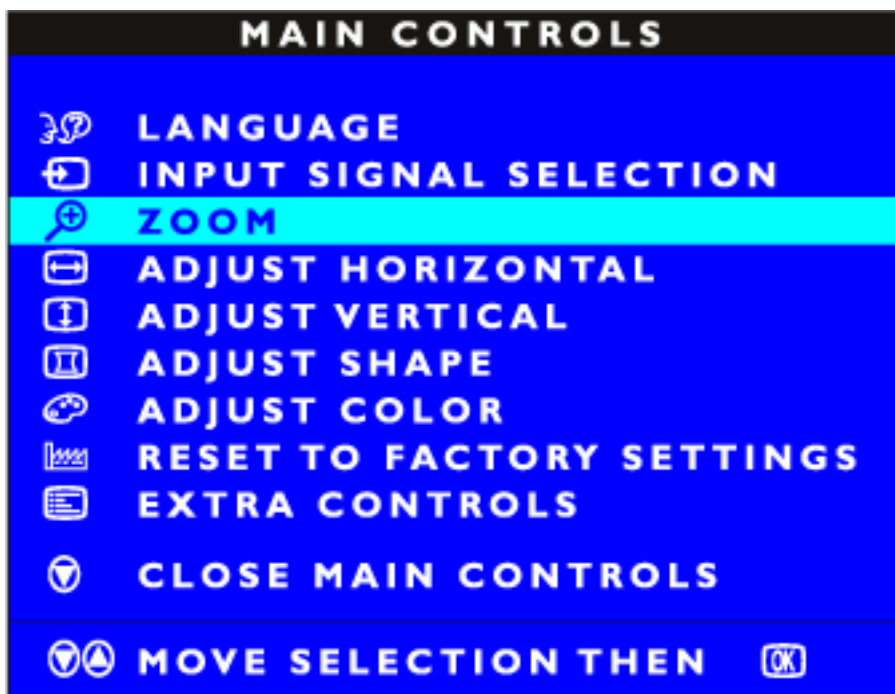 MAIN CONTROLS
LANGUAGE
INPUT SIGNAL SELECTION
ZOOM
ADJUST HORIZONTAL
ADJUST VERTICAL
ADJUST SHAPE
ADJUST COLOR
RESET TO FACTORY SETTINGS
EXTRA CONTROLS
CLOSE MAIN CONTROLS
MOVE SELECTION THEN OK